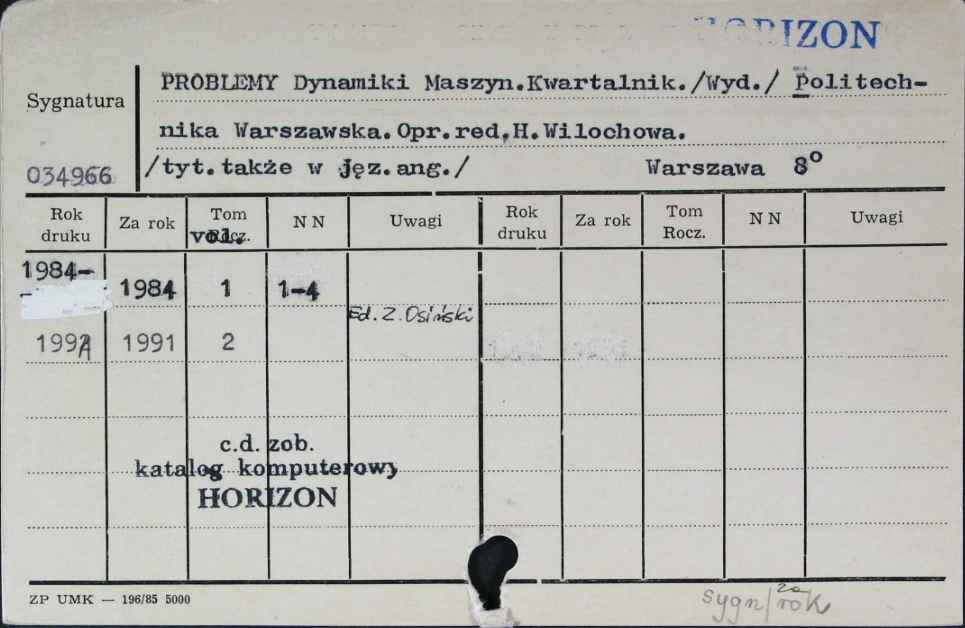 HORIZON
PROBLEMY Dynamiki Maszyn.Kwartalnik./Wyd./ Politech-
Sygnatura
nika Warszawska.Opr.red.H.Wilochowa.
034966 /tyt.także w jęz.ang./ Warszawa 8°
Rok druku Za rok Tom Rocz. vol. N N Uwagi Rok druku Za rok Tom Rocz. N N Uwagi
1984-
1984 1 1-4
Ed. Z. Osiński
1991 2
c.d. zob.
katalog komputerowy
HORIZON
ZP UMK — 196/85 5000
sygn/za rok